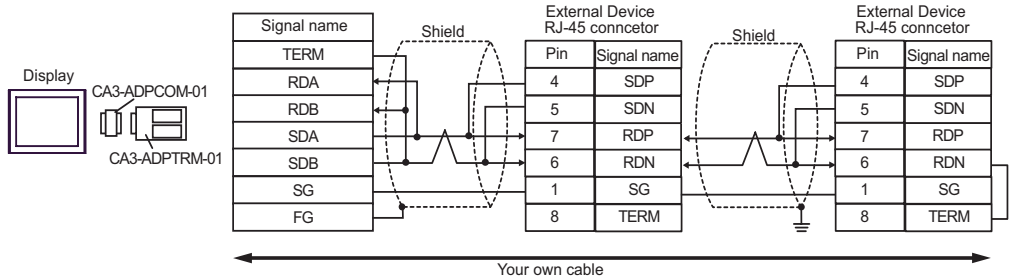 Display
CA3-ADPCOM-01
CA3-ADPTRM-01
Signal name
TERM
RDA
RDB
SDA
SDB
SG
FG
Shield
External Device
RJ-45 conncetor
Pin Signal name
4 SDP
5 SDN
7 RDP
6 RDN
1 SG
8 TERM
Shield
External Device
RJ-45 conncetor
Pin Signal name
4 SDP
5 SDN
7 RDP
6 RDN
1 SG
8 TERM
Your own cable